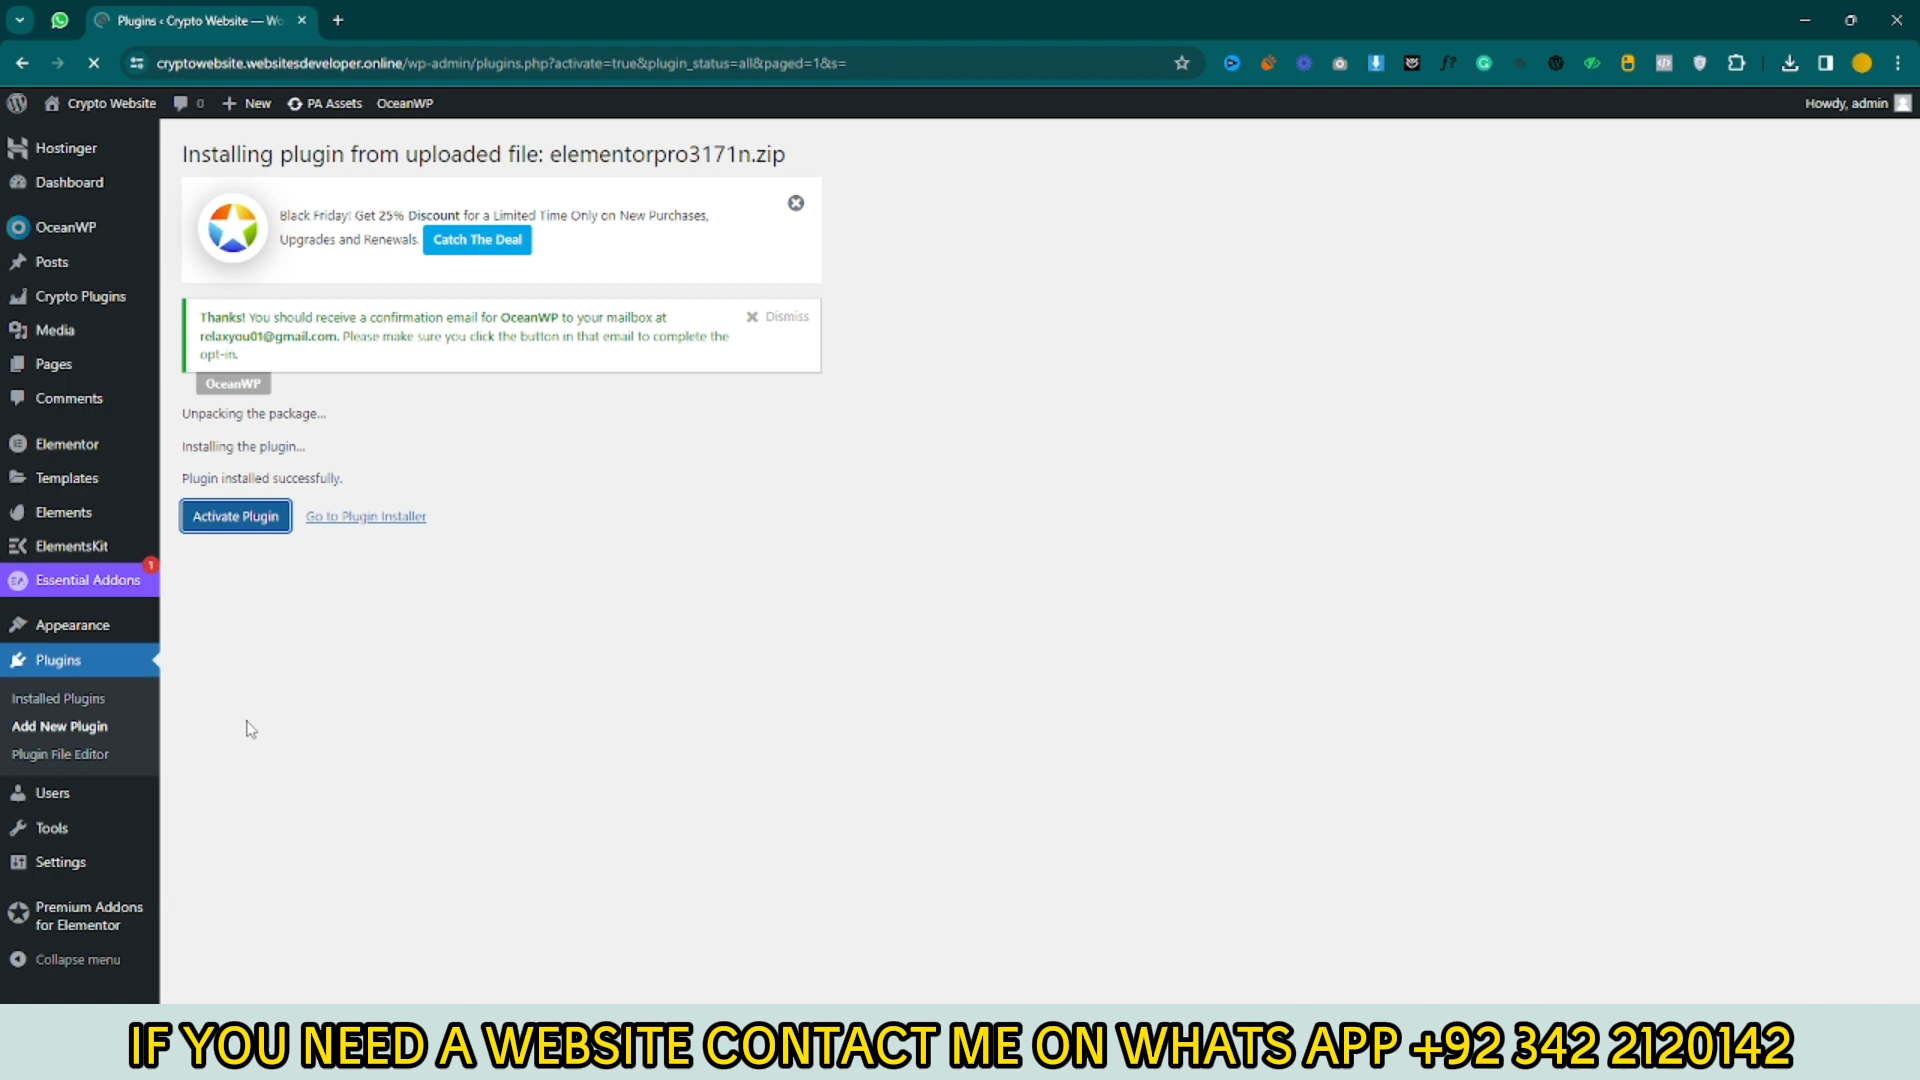 Plugins ‹ Crypto Website — Wo
cryptowebsite.websitesdeveloper.online/wp-admin/plugins.php?activate=true&plugin_status=all&paged=1&s=
Crypto Website
0
New
PA Assets
OceanWP
Howdy, admin
Hostinger
Dashboard
OceanWP
Posts
Crypto Plugins
Media
Pages
Comments
Elementor
Templates
Elements
ElementsKit
1
Essential Addons
Appearance
Plugins
Installed Plugins
Add New Plugin
Plugin File Editor
Users
Tools
Settings
Premium Addons
for Elementor
Collapse menu
Installing plugin from uploaded file: elementorpro3171n.zip
Black Friday! Get 25% Discount for a Limited Time Only on New Purchases,
Upgrades and Renewals. Catch The Deal
Thanks! You should receive a confirmation email for OceanWP to your mailbox at
relaxyou01@gmail.com. Please make sure you click the button in that email to complete the
opt-in.
Dismiss
OceanWP
Unpacking the package...
Installing the plugin...
Plugin installed successfully.
Activate Plugin
Go to Plugin Installer
IF YOU NEED A WEBSITE CONTACT ME ON WHATS APP +92 342 2120142